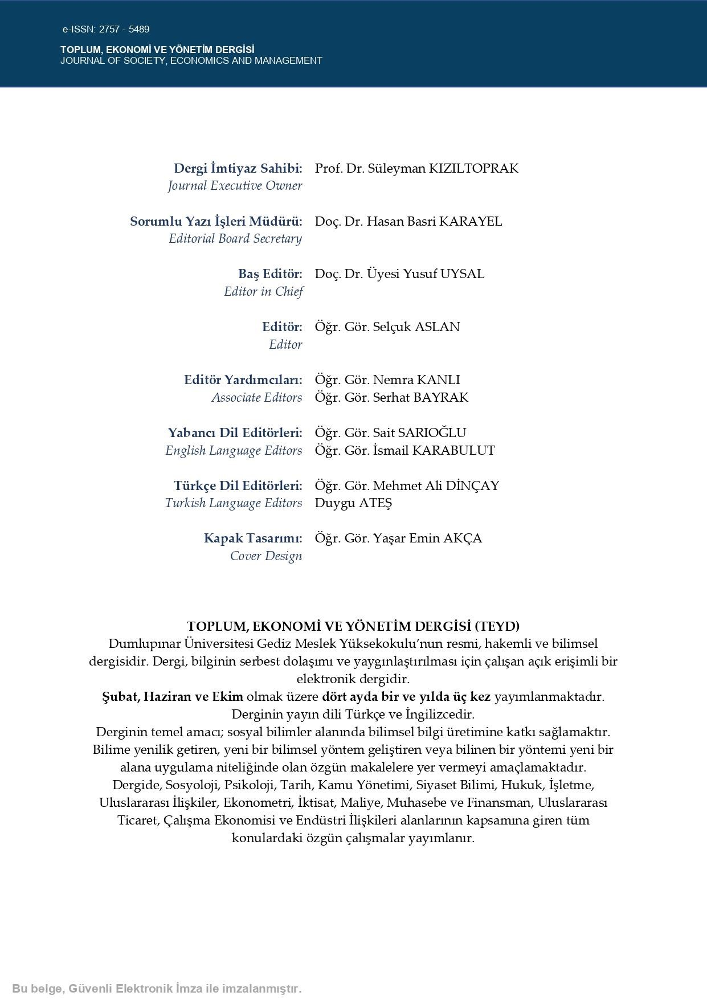 e-ISSN: 2757 - 5489
TOPLUM, EKONOMİ VE YÖNETİM DERGİSİ
JOURNAL OF SOCIETY, ECONOMICS AND MANAGEMENT
Dergi İmtiyaz Sahibi: Prof. Dr. Süleyman KIZILTOPRAK
Journal Executive Owner
Sorumlu Yazı İşleri Müdürü: Doç. Dr. Hasan Basri KARAYEL
Editorial Board Secretary
Baş Editör: Doç. Dr. Üyesi Yusuf UYSAL
Editor in Chief
Editör: Öğr. Gör. Selçuk ASLAN
Editor
Editör Yardımcıları: Öğr. Gör. Nemra KANLI
Associate Editors Öğr. Gör. Serhat BAYRAK
Yabancı Dil Editörleri: Öğr. Gör. Sait SARIOĞLU
English Language Editors Öğr. Gör. İsmail KARABULUT
Türkçe Dil Editörleri: Öğr. Gör. Mehmet Ali DİNÇAY
Turkish Language Editors Duygu ATEŞ
Kapak Tasarımı: Öğr. Gör. Yaşar Emin AKÇA
Cover Design
TOPLUM, EKONOMİ VE YÖNETİM DERGİSİ (TEYD)
Dumlupınar Üniversitesi Gediz Meslek Yüksekokulu’nun resmi, hakemli ve bilimsel
dergisidir. Dergi, bilginin serbest dolaşımı ve yaygınlaştırılması için çalışan açık erişimli bir
elektronik dergidir.
Şubat, Haziran ve Ekim olmak üzere dört ayda bir ve yılda üç kez yayımlanmaktadır.
Derginin yayın dili Türkçe ve İngilizcedir.
Derginin temel amacı; sosyal bilimler alanında bilimsel bilgi üretimine katkı sağlamaktır.
Bilime yenilik getiren, yeni bir bilimsel yöntem geliştiren veya bilinen bir yöntemi yeni bir
alana uygulama niteliğinde olan özgün makalelere yer vermeyi amaçlamaktadır.
Dergide, Sosyoloji, Psikoloji, Tarih, Kamu Yönetimi, Siyaset Bilimi, Hukuk, İşletme,
Uluslararası İlişkiler, Ekonometri, İktisat, Maliye, Muhasebe ve Finansman, Uluslararası
Ticaret, Çalışma Ekonomisi ve Endüstri İlişkileri alanlarının kapsamına giren tüm
konulardaki özgün çalışmalar yayımlanır.
Bu belge, Güvenli Elektronik İmza ile imzalanmıştır.